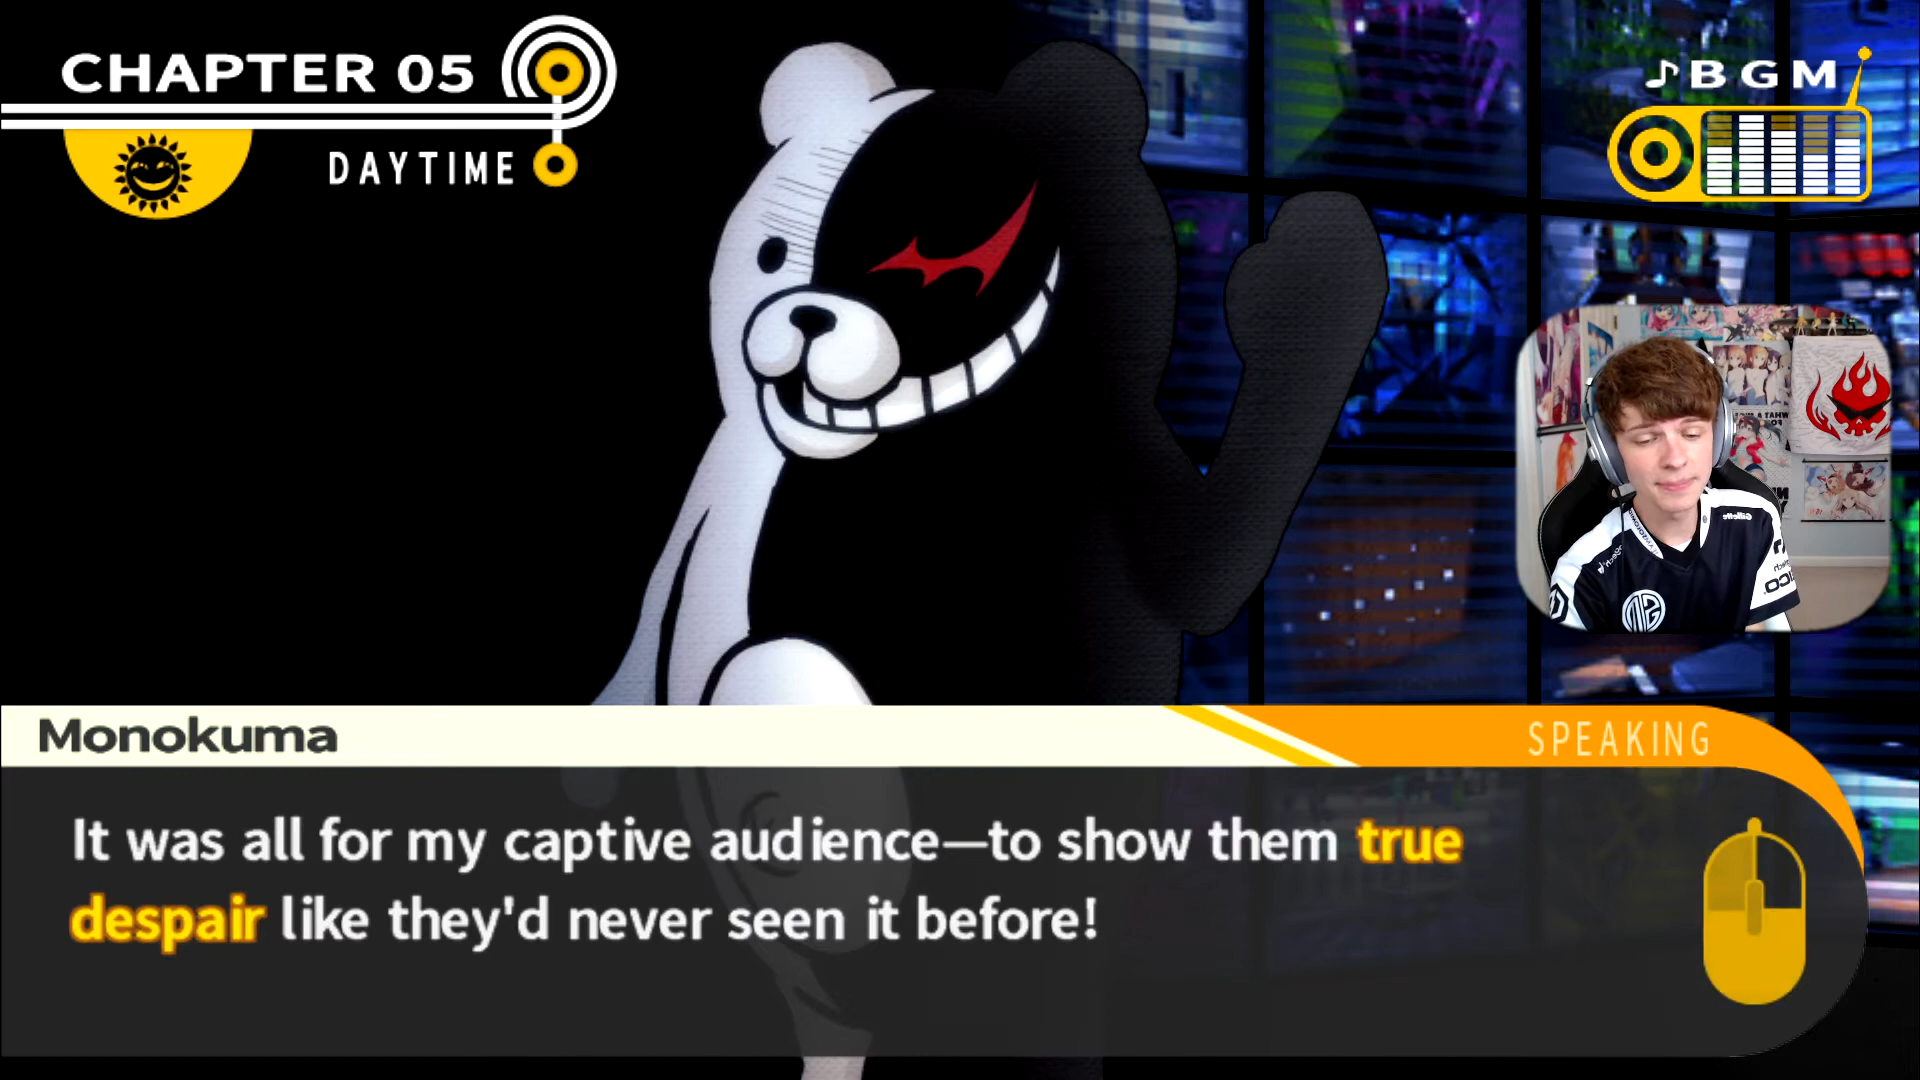 CHAPTER 05
DAYTIME
♪BGM
Monokuma
SPEAKING
It was all for my captive audience—to show them true
despair like they'd never seen it before!